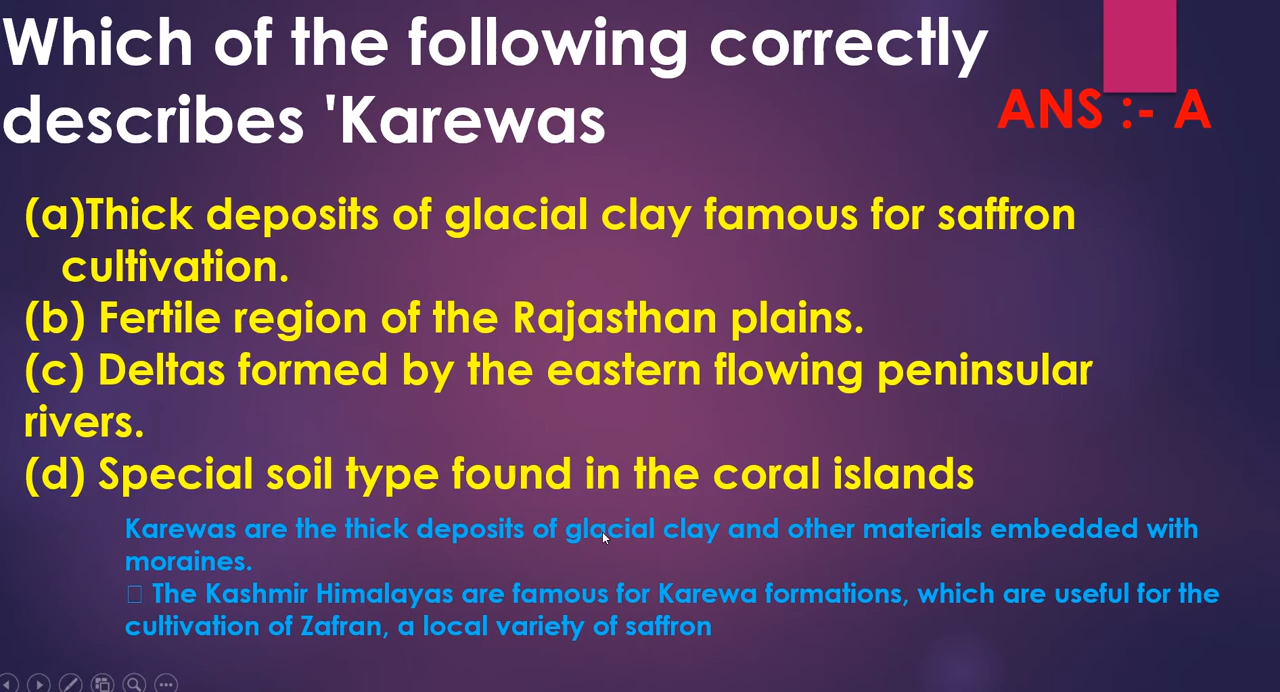 Which of the following correctly
describes 'Karewas
ANS :- A
(a)Thick deposits of glacial clay famous for saffron
cultivation.
(b) Fertile region of the Rajasthan plains.
(c) Deltas formed by the eastern flowing peninsular
rivers.
(d) Special soil type found in the coral islands
Karewas are the thick deposits of glacial clay and other materials embedded with
moraines.
The Kashmir Himalayas are famous for Karewa formations, which are useful for the
cultivation of Zafran, a local variety of saffron